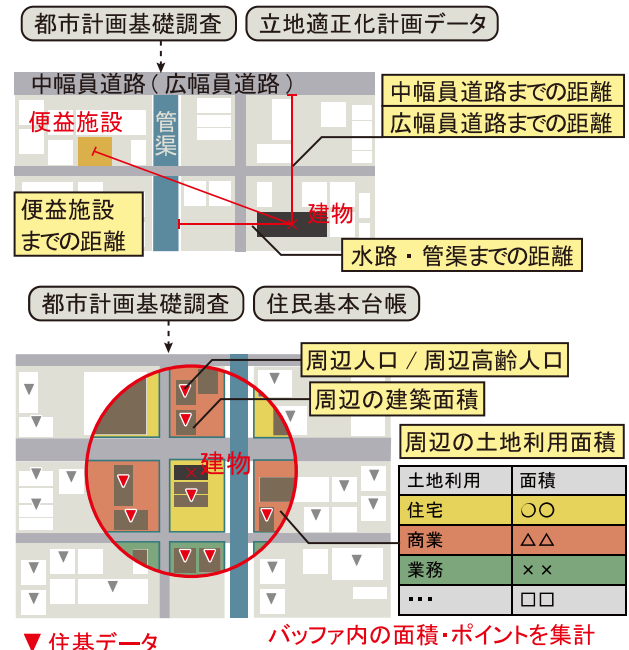 都市計画基礎調査 立地適正化計画データ
中幅員道路(広幅員道路)
中幅員道路までの距離
広幅員道路までの距離
便益施設
管渠
建物
便益施設
までの距離
水路・管渠までの距離
都市計画基礎調査 住民基本台帳
周辺人口 / 周辺高齢人口
周辺の建築面積
周辺の土地利用面積
建物
土地利用 面積
住宅 ○○
商業 △△
業務 ××
・・・ □□
▼住基データ
バッファ内の面積・ポイントを集計